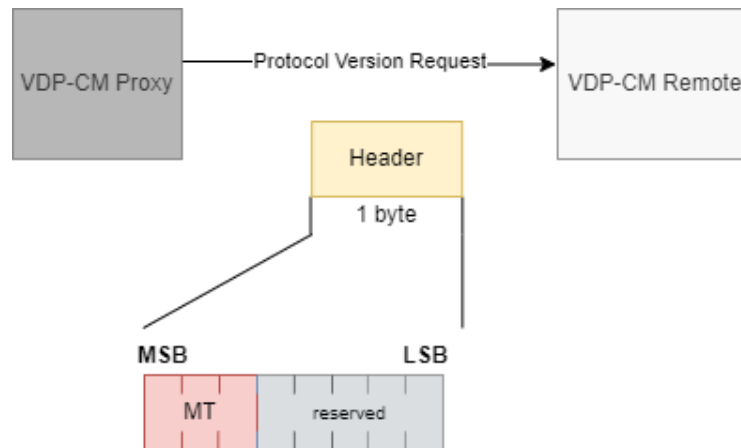 VDP-CM Proxy
Protocol Version Request
VDP-CM Remote
Header
1 byte
MSB
LSB
MT
reserved